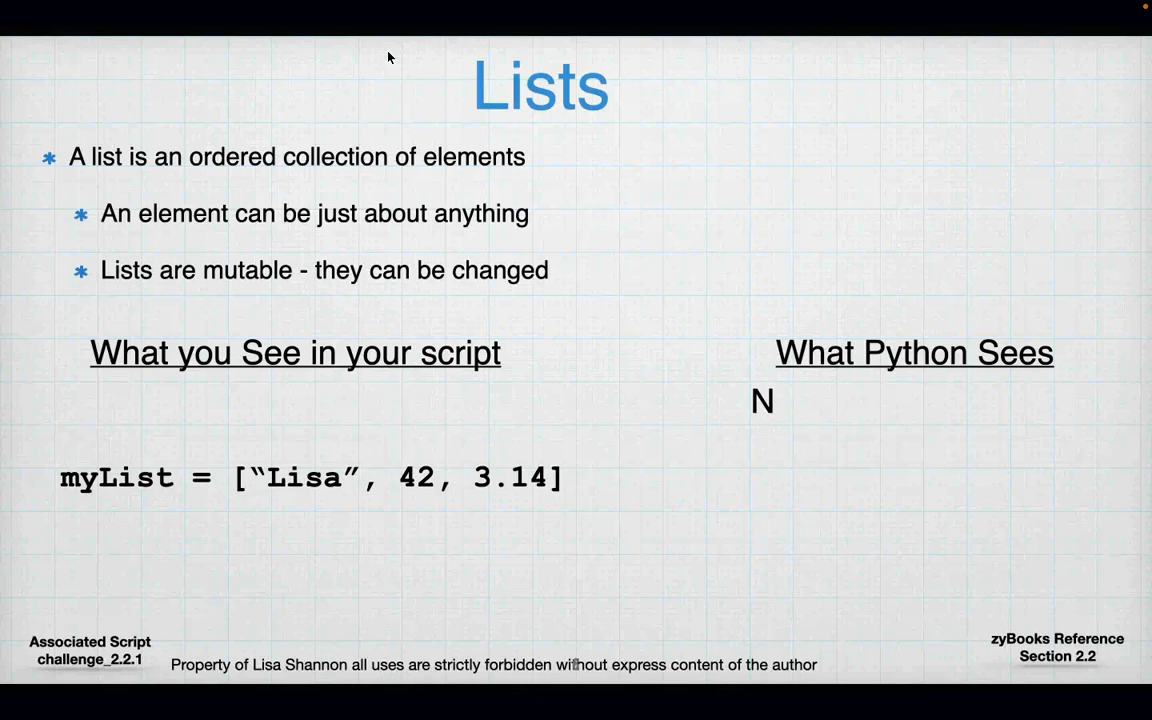 Lists
A list is an ordered collection of elements
An element can be just about anything
Lists are mutable - they can be changed
What you See in your script
What Python Sees
N
myList = [“Lisa”, 42, 3.14]
Associated Script
challenge_2.2.1
Property of Lisa Shannon all uses are strictly forbidden without express content of the author
zyBooks Reference
Section 2.2